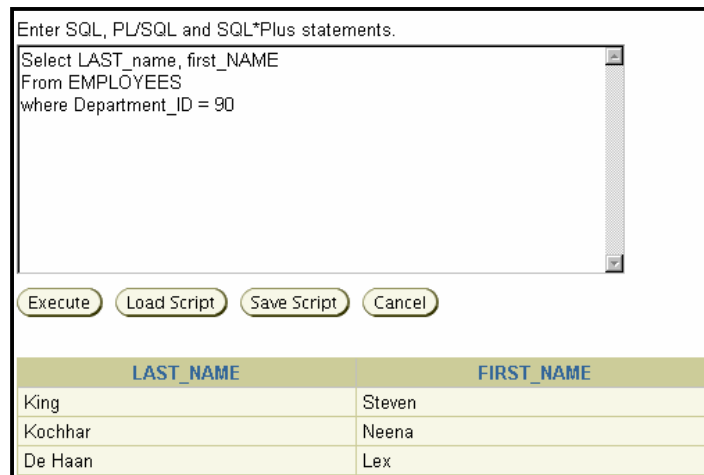 Enter SQL, PL/SQL and SQL*Plus statements.
Select LAST_name, first_NAME
From EMPLOYEES
where Department_ID = 90
Execute Load Script Save Script Cancel
LAST_NAME FIRST_NAME
King Steven
Kochhar Neena
De Haan Lex